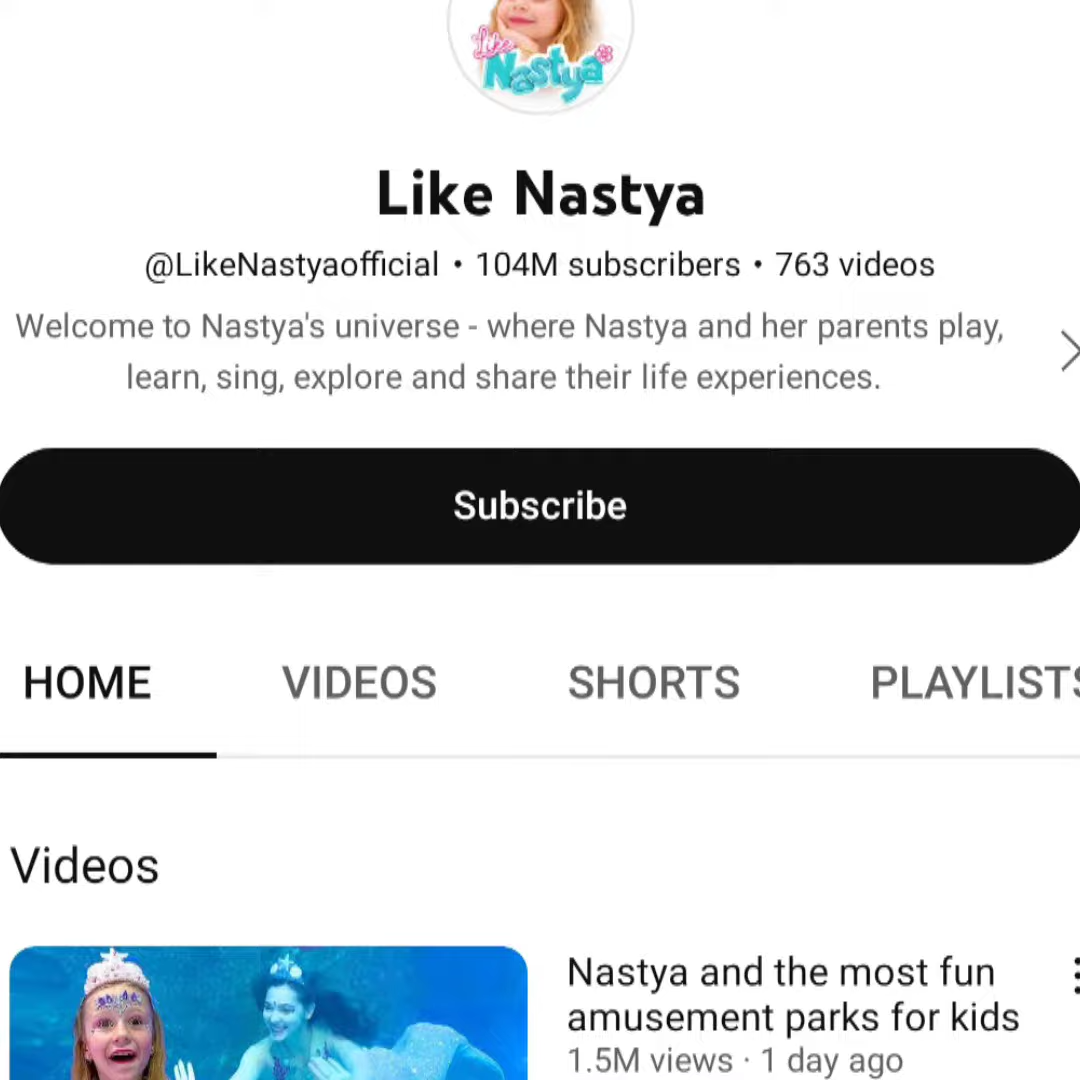 Like
Nastya
Like Nastya
@LikeNastyaofficial • 104M subscribers • 763 videos
Welcome to Nastya's universe - where Nastya and her parents play,
learn, sing, explore and share their life experiences.
Subscribe
HOME VIDEOS SHORTS PLAYLISTS
Videos
Nastya and the most fun
amusement parks for kids
1.5M views · 1 day ago